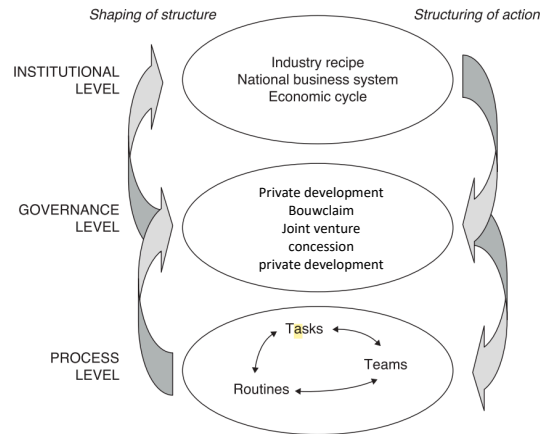 Shaping of structure
Structuring of action
INSTITUTIONAL
LEVEL
Industry recipe
National business system
Economic cycle
GOVERNANCE
LEVEL
Private development
Bouwclaim
Joint venture
concession
private development
PROCESS
LEVEL
Tasks
Teams
Routines